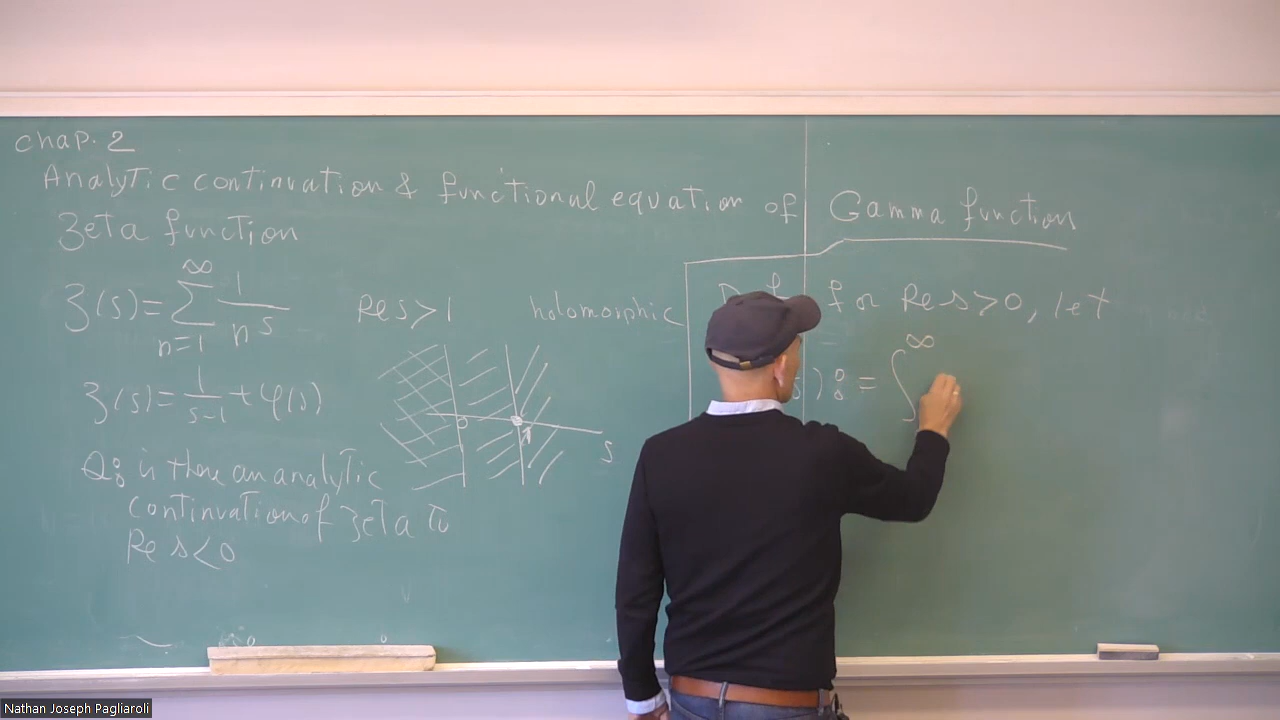 Chap. 2
Analytic continuation & functional equation of
Zeta function
ζ(s) = ∑_{n=1}^{∞} 1/n^s Re s > 1 holomorphic
ζ(s) = 1/(s-1) + φ(s)
s
Q: is there an analytic
continuation of zeta to
Re s < 0
Gamma function
for Re s > 0, let
s) := ∫^∞
Nathan Joseph Pagliaroli